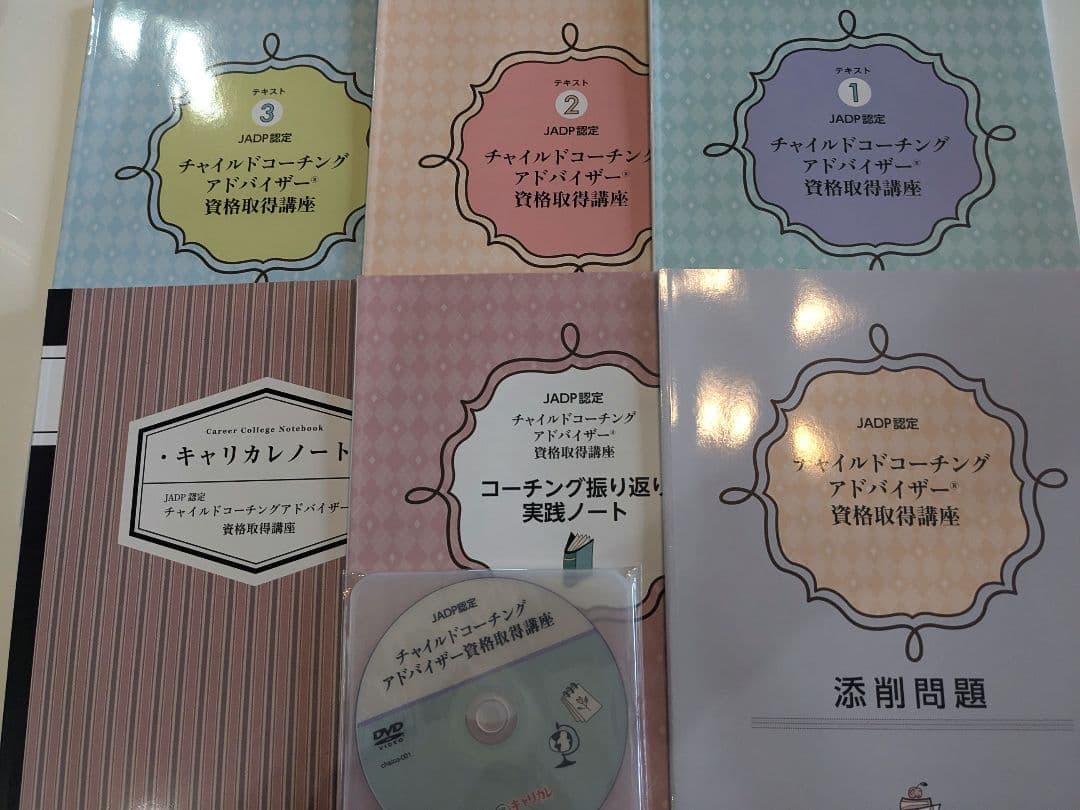 テキスト
3
JADP認定
チャイルドコーチング
アドバイザー®
資格取得講座
テキスト
2
JADP認定
チャイルドコーチング
アドバイザー®
資格取得講座
テキスト
1
JADP認定
チャイルドコーチング
アドバイザー®
資格取得講座
Career College Notebook
・キャリカレノート
JADP 認定
チャイルドコーチングアドバイザー
資格取得講座
JADP認定
チャイルドコーチング
アドバイザー®
資格取得講座
コーチング振り返り
実践ノート
JADP認定
チャイルドコーチング
アドバイザー®
資格取得講座
添削問題
JADP認定
チャイルドコーチング
アドバイザー資格取得講座
DVD
VIDEO
キャリカレ